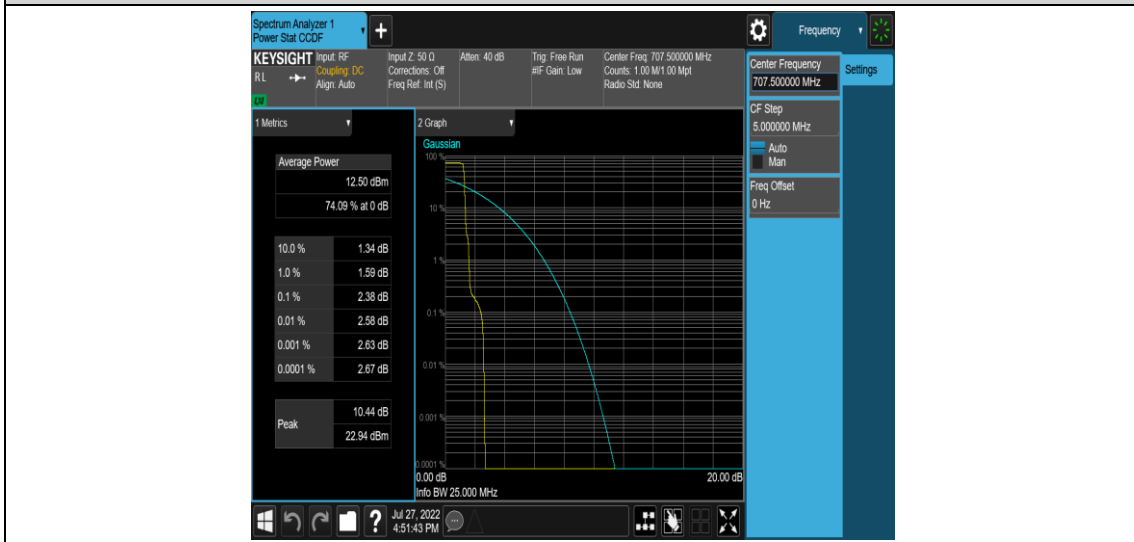 Spectrum Analyzer 1
Power Stat CCDF
+
Frequency
KEYSIGHT
RL
LXI
Input: RF
Coupling: DC
Align: Auto
Input Z: 50 Ω
Corrections: Off
Freq Ref: Int (S)
Atten: 40 dB
Trig: Free Run
#IF Gain: Low
Center Freq: 707.500000 MHz
Counts: 1.00 M/1.00 Mpt
Radio Std: None
Center Frequency
707.500000 MHz
Settings
CF Step
5.000000 MHz
Auto
Man
Freq Offset
0 Hz
1 Metrics
Average Power
12.50 dBm
74.09 % at 0 dB
10.0 % 1.34 dB
1.0 % 1.59 dB
0.1 % 2.38 dB
0.01 % 2.58 dB
0.001 % 2.63 dB
0.0001 % 2.67 dB
Peak
10.44 dB
22.94 dBm
2 Graph
Gaussian
100 %
10 %
1 %
0.1 %
0.01 %
0.001 %
0.0001 %
0.00 dB 20.00 dB
Info BW 25.000 MHz
?
Jul 27, 2022
4:51:43 PM